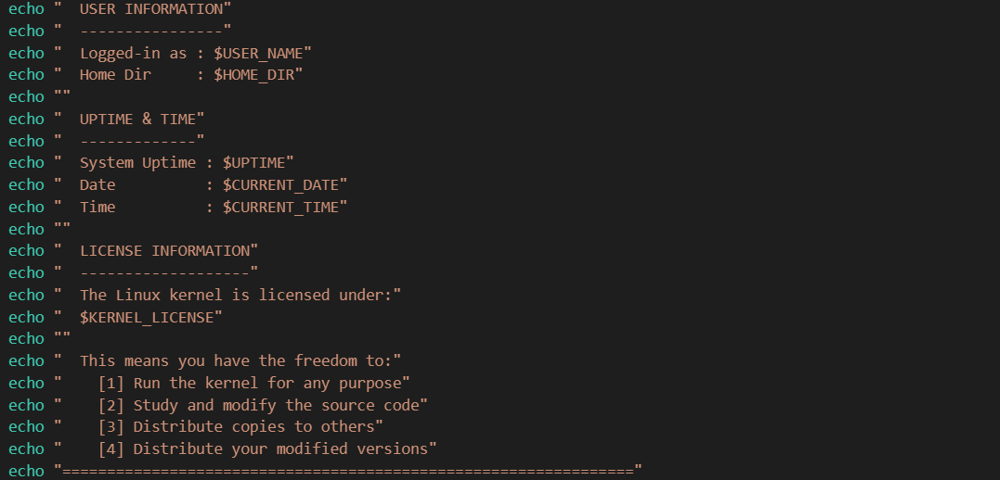 echo "  USER INFORMATION"
echo "  ----------------"
echo "  Logged-in as : $USER_NAME"
echo "  Home Dir     : $HOME_DIR"
echo ""
echo "  UPTIME & TIME"
echo "  -------------"
echo "  System Uptime : $UPTIME"
echo "  Date          : $CURRENT_DATE"
echo "  Time          : $CURRENT_TIME"
echo ""
echo "  LICENSE INFORMATION"
echo "  -------------------"
echo "  The Linux kernel is licensed under:"
echo "  $KERNEL_LICENSE"
echo ""
echo "  This means you have the freedom to:"
echo "    [1] Run the kernel for any purpose"
echo "    [2] Study and modify the source code"
echo "    [3] Distribute copies to others"
echo "    [4] Distribute your modified versions"
echo "================================================================"